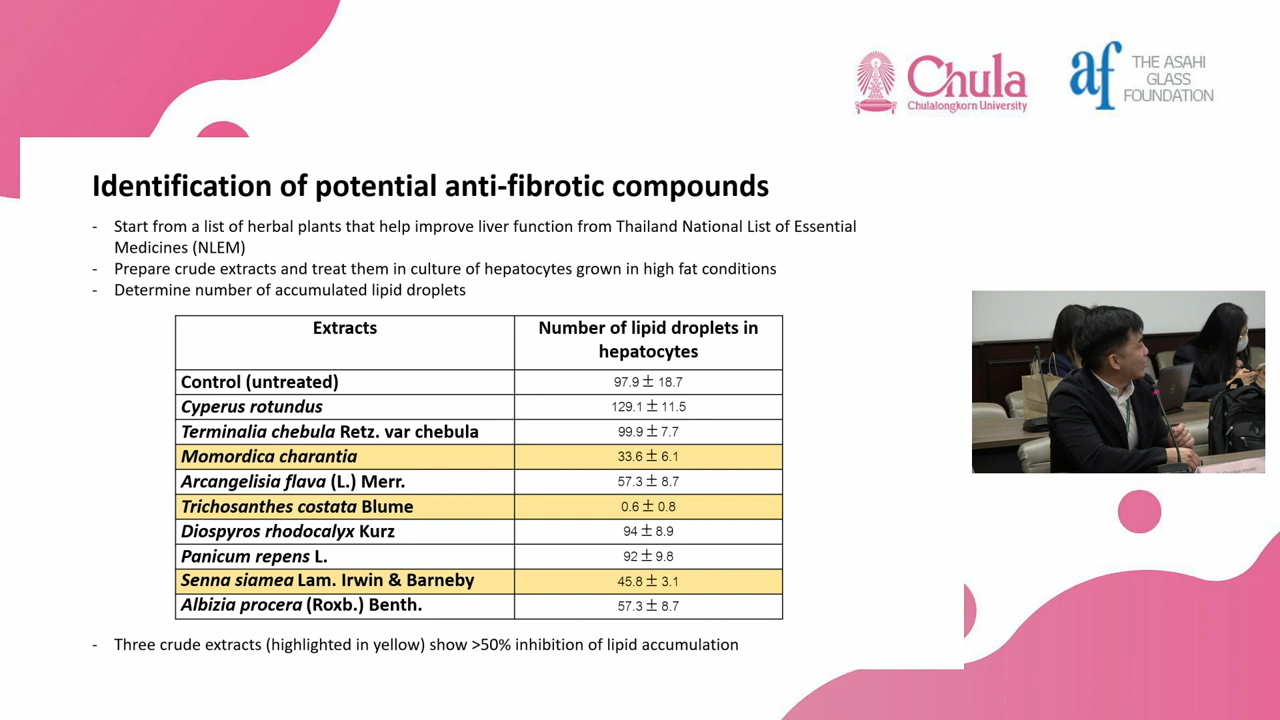 Chula
Chulalongkorn University
af
THE ASAHI
GLASS
FOUNDATION
Identification of potential anti-fibrotic compounds
- Start from a list of herbal plants that help improve liver function from Thailand National List of Essential
Medicines (NLEM)
- Prepare crude extracts and treat them in culture of hepatocytes grown in high fat conditions
- Determine number of accumulated lipid droplets
Extracts
Number of lipid droplets in
hepatocytes
Control (untreated) 97.9 ± 18.7
Cyperus rotundus 129.1 ± 11.5
Terminalia chebula Retz. var chebula 99.9 ± 7.7
Momordica charantia 33.6 ± 6.1
Arcangelisia flava (L.) Merr. 57.3 ± 8.7
Trichosanthes costata Blume 0.6 ± 0.8
Diospyros rhodocalyx Kurz 94 ± 8.9
Panicum repens L. 92 ± 9.8
Senna siamea Lam. Irwin & Barneby 45.8 ± 3.1
Albizia procera (Roxb.) Benth. 57.3 ± 8.7
- Three crude extracts (highlighted in yellow) show >50% inhibition of lipid accumulation